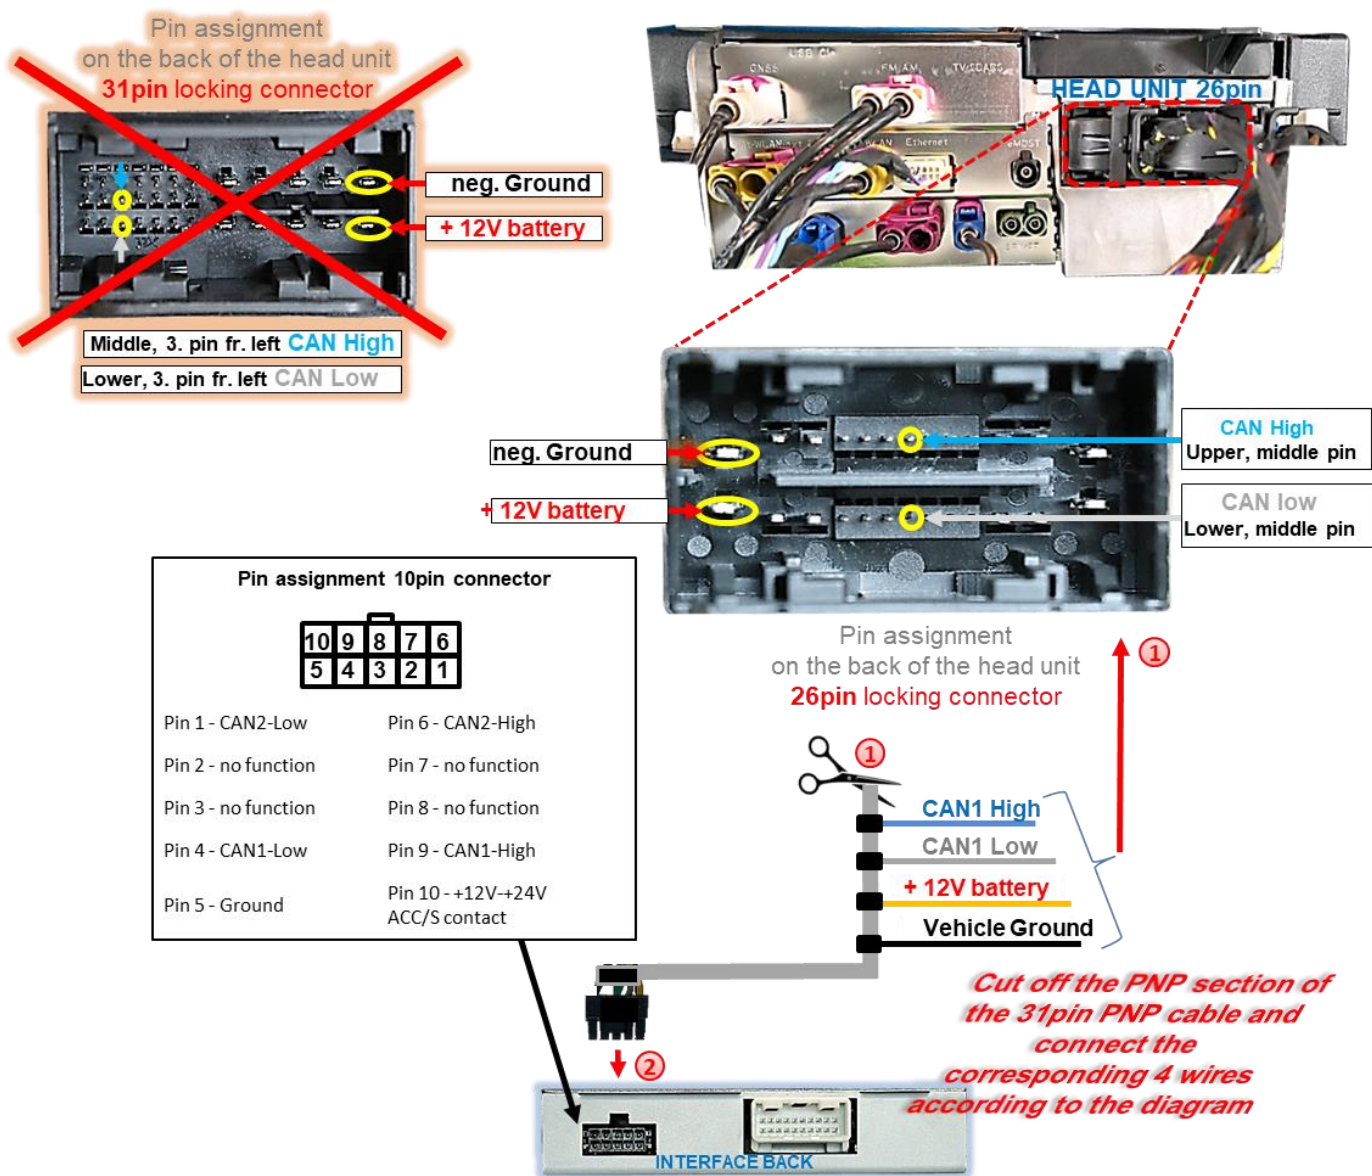 Pin assignment
on the back of the head unit
31pin locking connector
neg. Ground
+ 12V battery
Middle, 3. pin fr. left CAN High
Lower, 3. pin fr. left CAN Low
USB
GNSS
FM/AM
HEAD UNIT 26pin
WLAN
Ethernet
eMOST
neg. Ground
+ 12V battery
CAN High
Upper, middle pin
CAN low
Lower, middle pin
Pin assignment
on the back of the head unit
26pin locking connector
1
Pin assignment 10pin connector
10 9 8 7 6
5 4 3 2 1
Pin 1 - CAN2-Low
Pin 6 - CAN2-High
Pin 2 - no function
Pin 7 - no function
Pin 3 - no function
Pin 8 - no function
Pin 4 - CAN1-Low
Pin 9 - CAN1-High
Pin 5 - Ground
Pin 10 - +12V-+24V
ACC/S contact
1
CAN1 High
CAN1 Low
+ 12V battery
Vehicle Ground
Cut off the PNP section of
the 31pin PNP cable and
connect the
corresponding 4 wires
according to the diagram
2
INTERFACE BACK